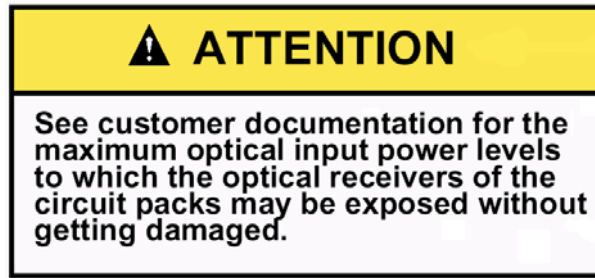 ATTENTION
See customer documentation for the
maximum optical input power levels
to which the optical receivers of the
circuit packs may be exposed without
getting damaged.